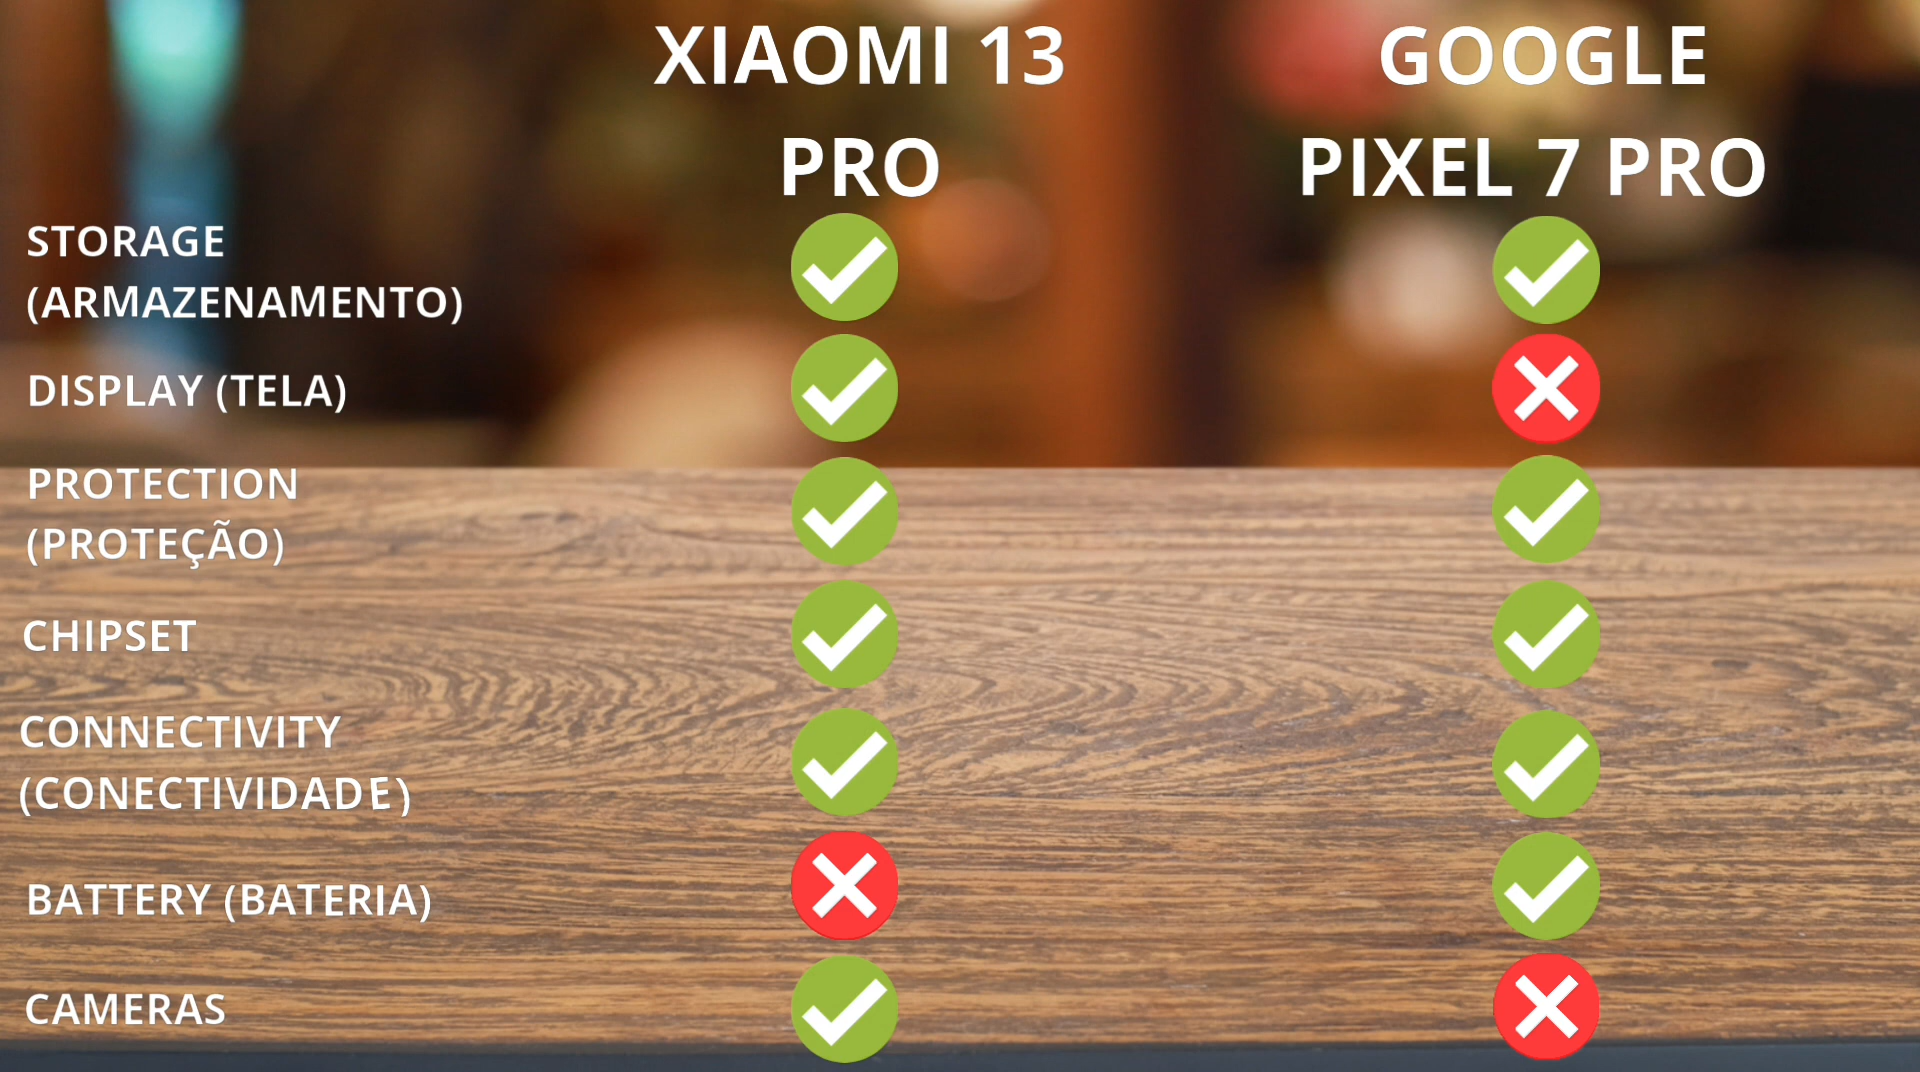 XIAOMI 13
PRO
GOOGLE
PIXEL 7 PRO
STORAGE
(ARMAZENAMENTO)
DISPLAY (TELA)
PROTECTION
(PROTEÇÃO)
CHIPSET
CONNECTIVITY
(CONECTIVIDADE)
BATTERY (BATERIA)
CAMERAS